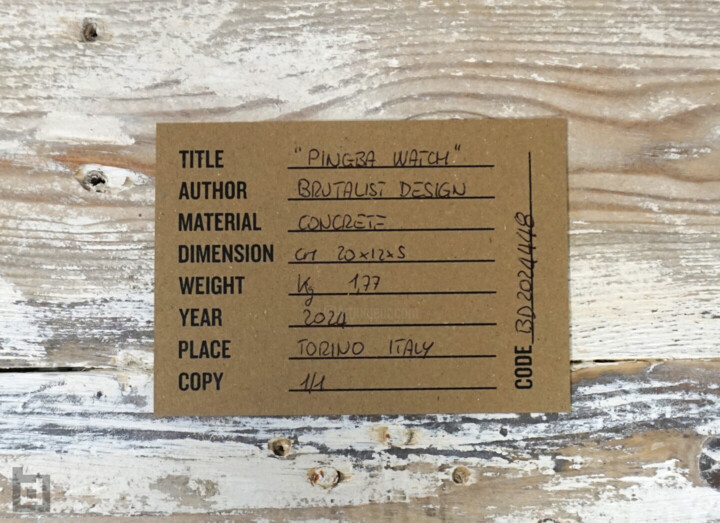 TITLE "PINGBA WATCH"
AUTHOR BRUTALIST DESIGN
MATERIAL CONCRETE
DIMENSION cm 20x12x5
WEIGHT Kg 1,77
YEAR 2024
PLACE TORINO ITALY
COPY 1/1
CODE BD2024448